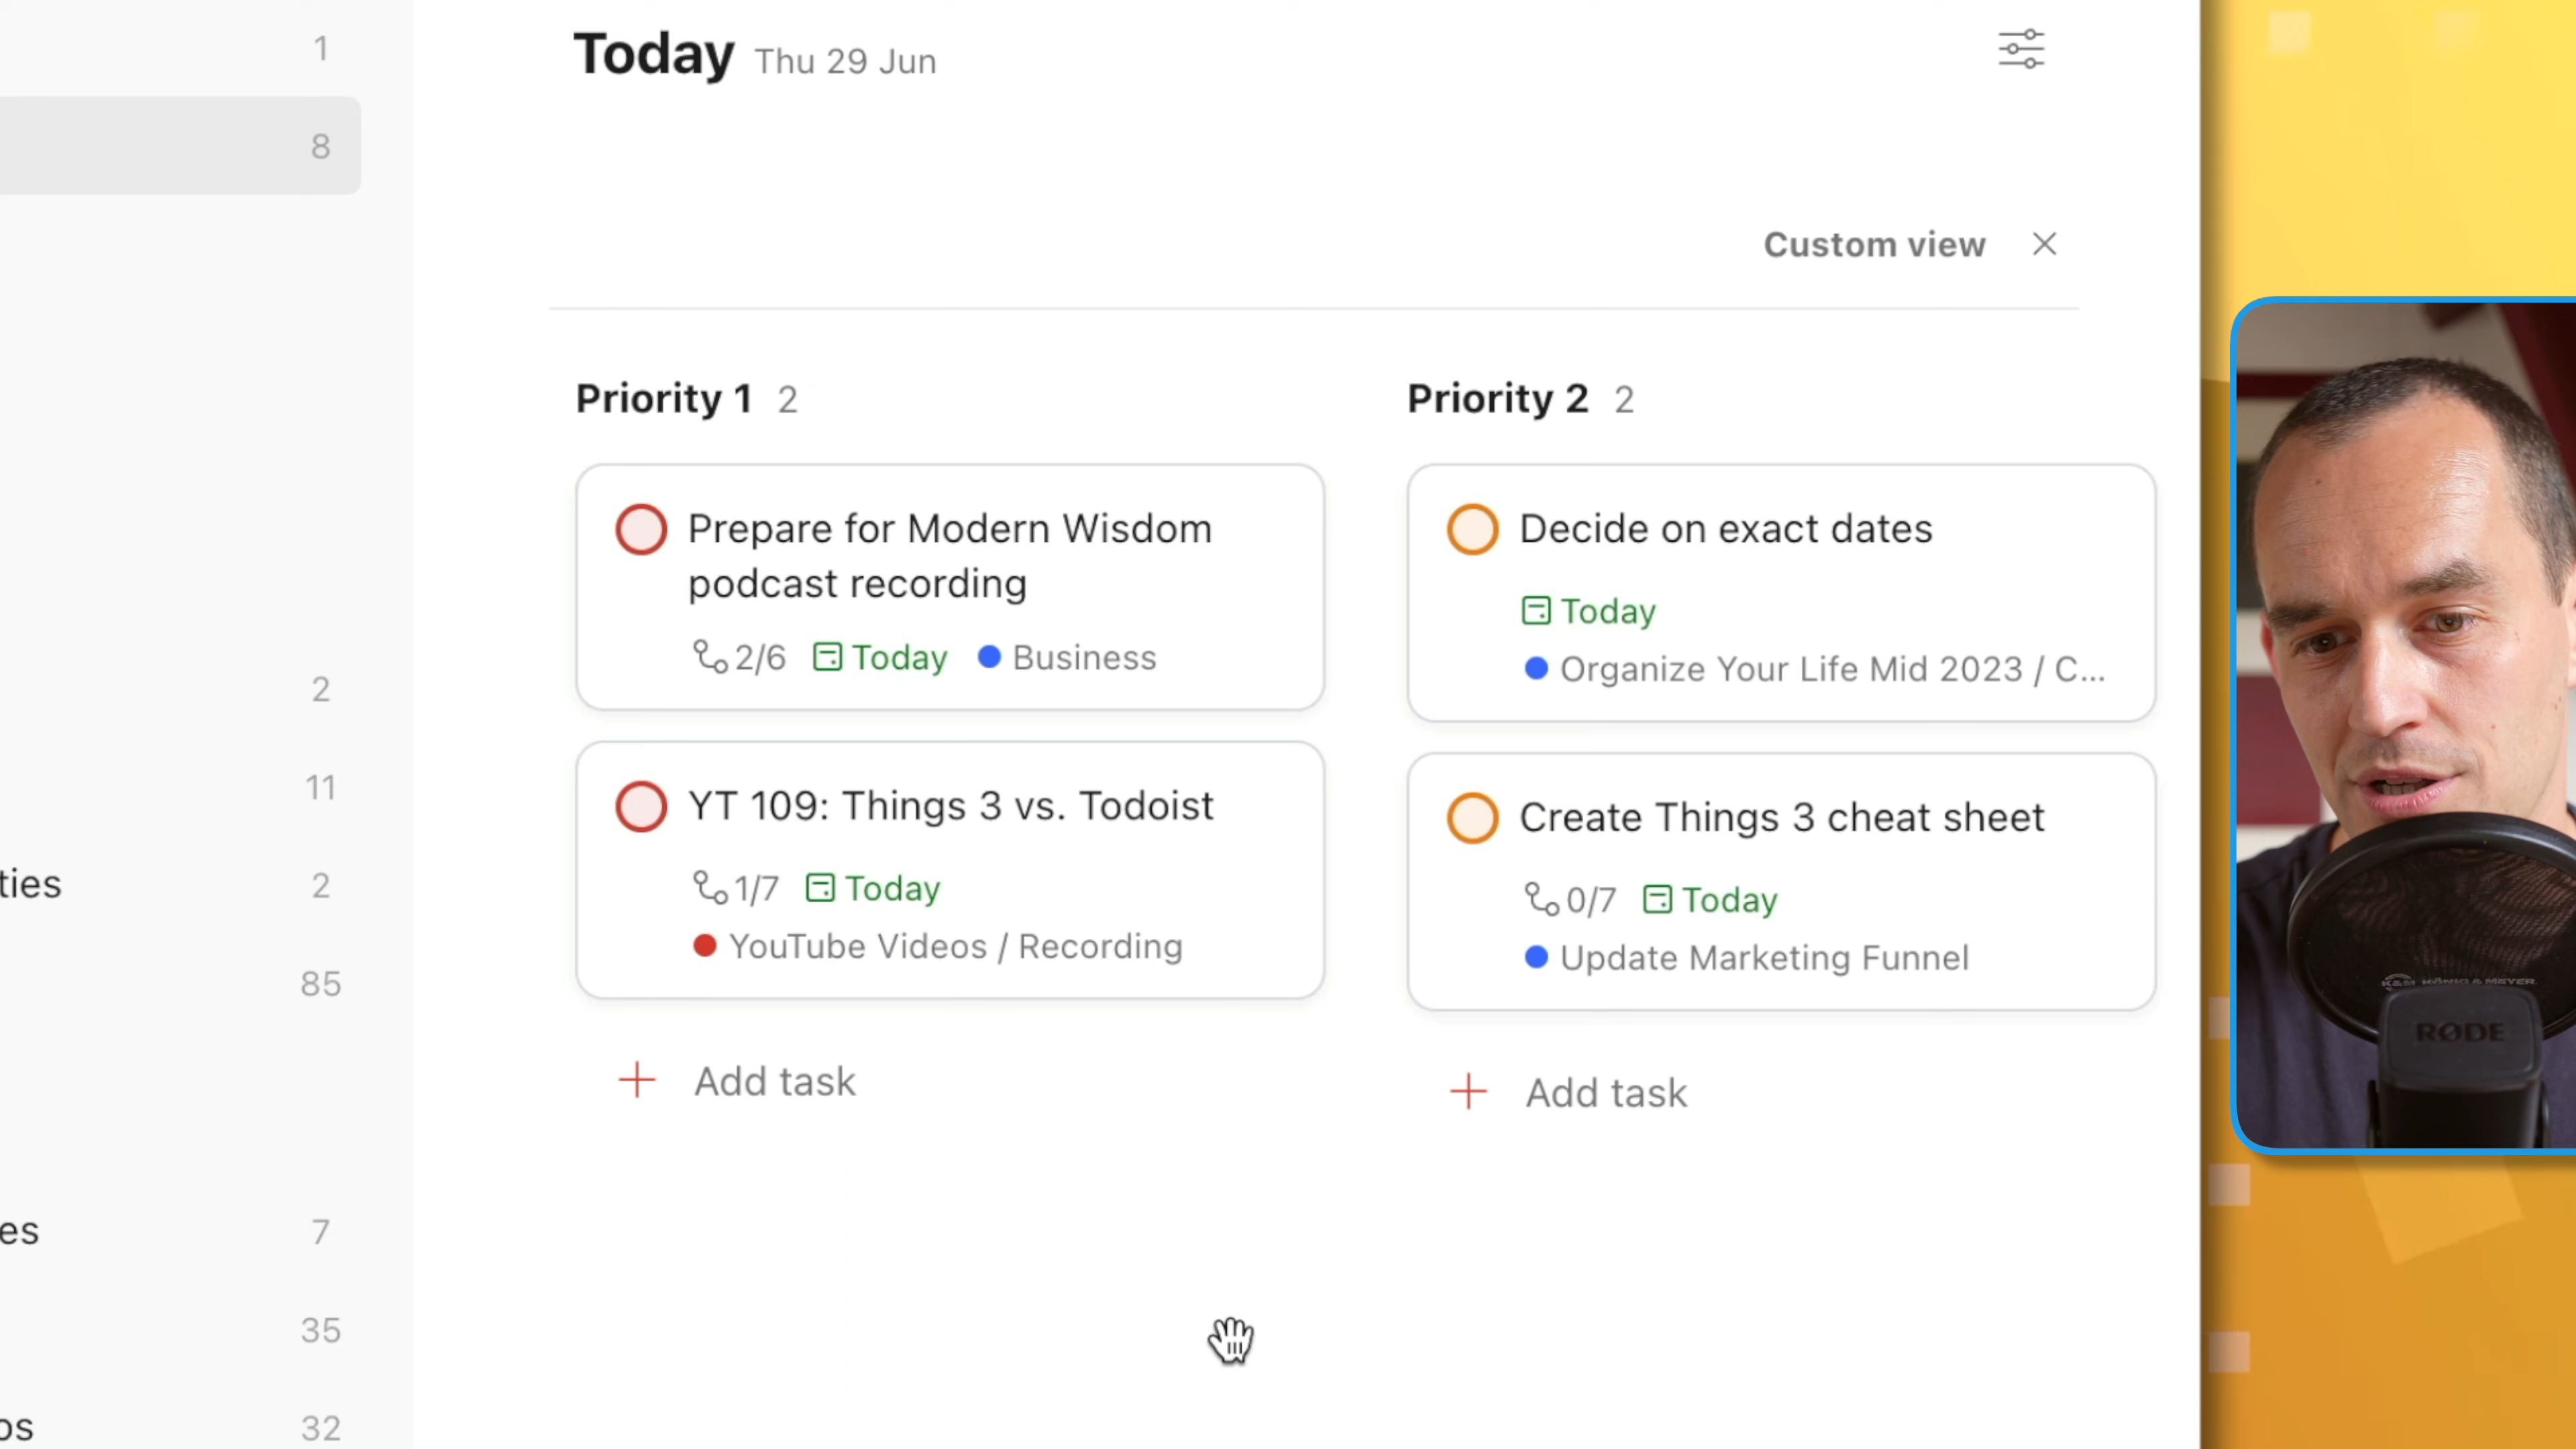 1
8
2
11
ties 2
85
es 7
35
os 32
Today Thu 29 Jun
Custom view
Priority 1 2
Prepare for Modern Wisdom
podcast recording
2/6 Today Business
YT 109: Things 3 vs. Todoist
1/7 Today
YouTube Videos / Recording
Add task
Priority 2 2
Decide on exact dates
Today
Organize Your Life Mid 2023 / C...
Create Things 3 cheat sheet
0/7 Today
Update Marketing Funnel
Add task
KÖNIG & MEYER
RØDE